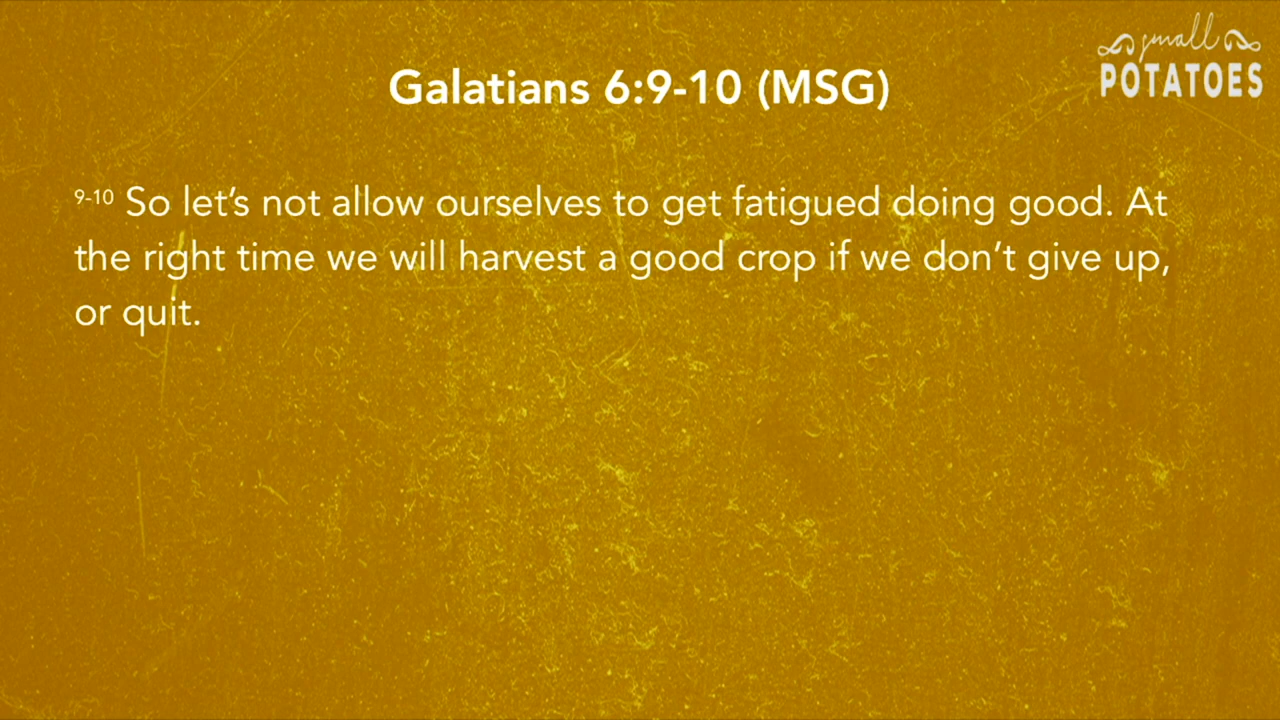 small
POTATOES
Galatians 6:9-10 (MSG)
9-10 So let’s not allow ourselves to get fatigued doing good. At
the right time we will harvest a good crop if we don’t give up,
or quit.